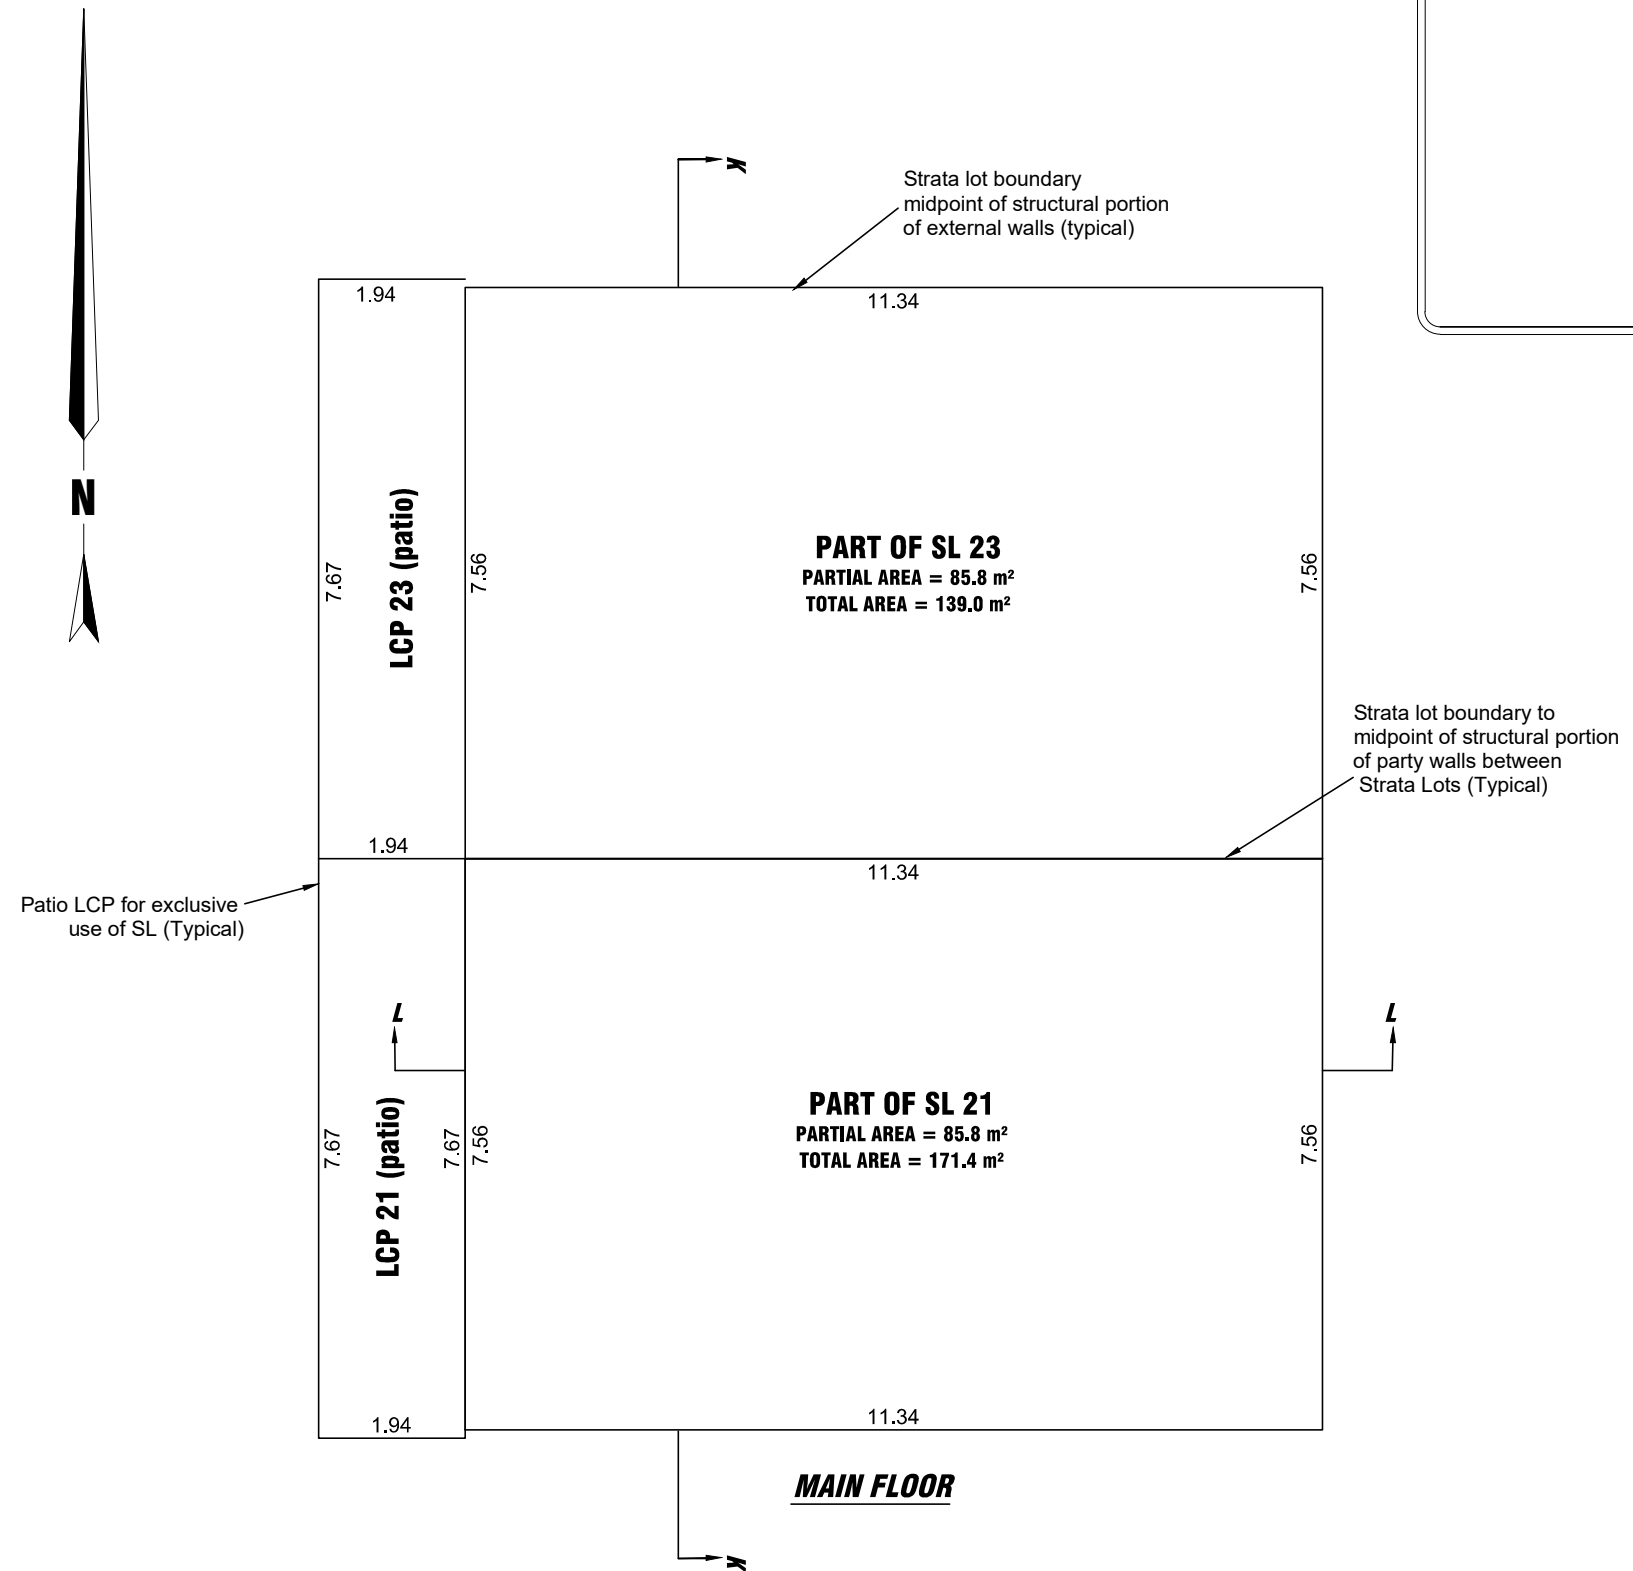 K
Strata lot boundary
midpoint of structural portion
of external walls (typical)
1.94
11.34
N
7.67
LCP 23 (patio)
7.56
PART OF SL 23
PARTIAL AREA = 85.8 m²
TOTAL AREA = 139.0 m²
7.56
Strata lot boundary to
midpoint of structural portion
of party walls between
Strata Lots (Typical)
1.94
11.34
Patio LCP for exclusive
use of SL (Typical)
L
L
7.67
LCP 21 (patio)
7.67
7.56
PART OF SL 21
PARTIAL AREA = 85.8 m²
TOTAL AREA = 171.4 m²
7.56
1.94
11.34
MAIN FLOOR
K